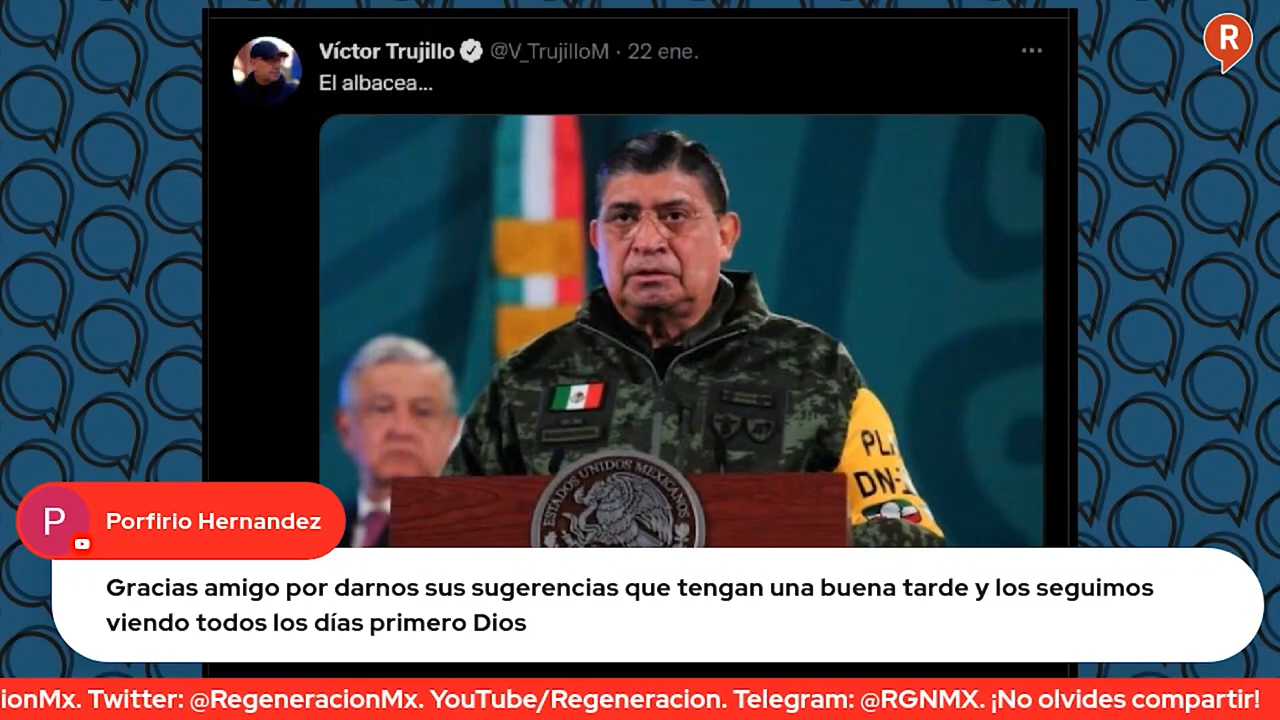 R
Víctor Trujillo @V_TrujilloM · 22 ene.
El albacea...
ESTADOS UNIDOS MEXICANOS
DN-
P
Porfirio Hernandez
Gracias amigo por darnos sus sugerencias que tengan una buena tarde y los seguimos
viendo todos los días primero Dios
ionMx. Twitter: @RegeneracionMx. YouTube/Regeneracion. Telegram: @RGNMX. ¡No olvides compartir!